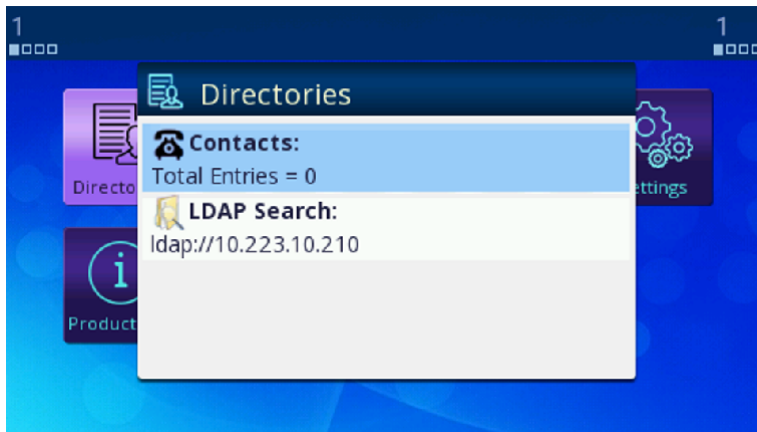 1
1
Directories
Contacts:
Total Entries = 0
Directo
ettings
LDAP Search:
ldap://10.223.10.210
Product